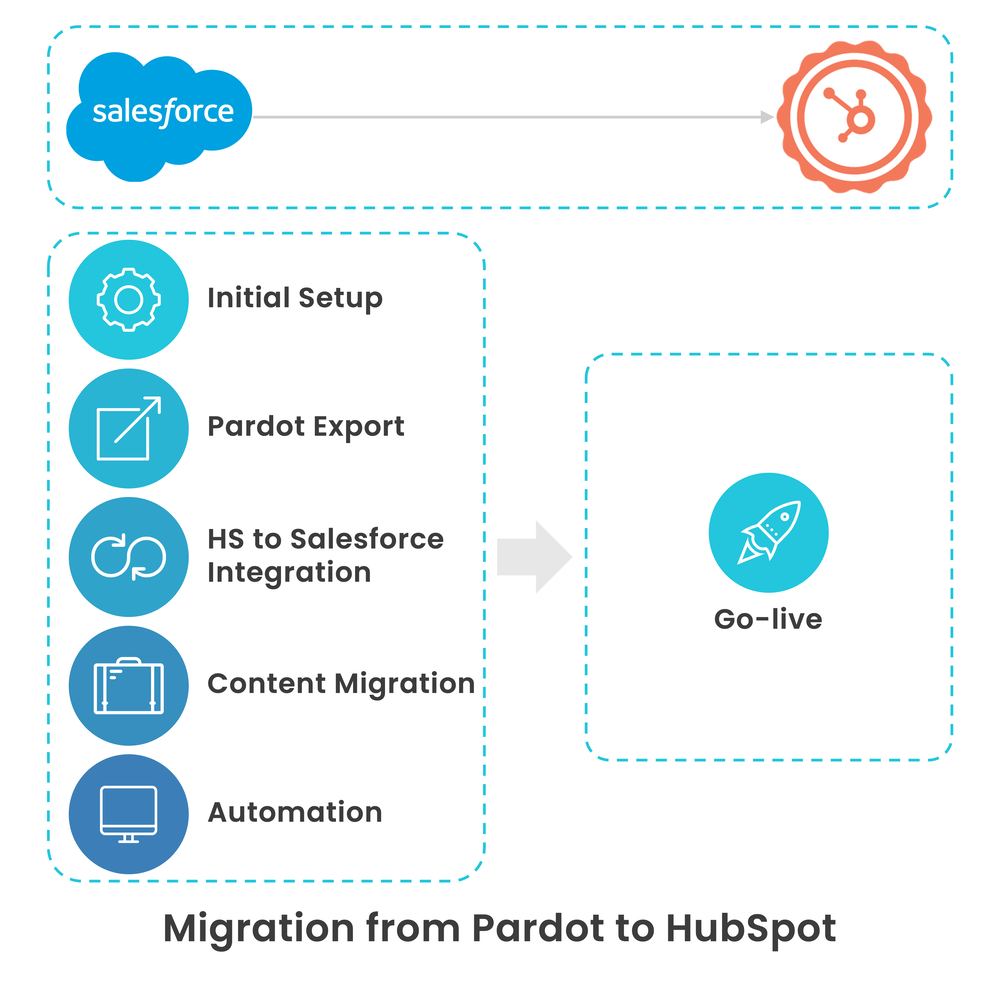 salesforce
Initial Setup
Pardot Export
HS to Salesforce
Integration
Content Migration
Automation
Go-live
Migration from Pardot to HubSpot